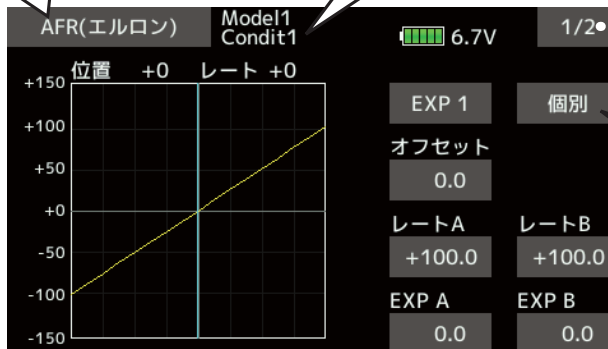 AFR(エルロン)
Model1
Condit1
6.7V
1/2
位置 +0 レート +0
+150
+100
+50
+0
-50
-100
-150
EXP 1
個別
オフセット
0.0
レートA
レートB
+100.0
+100.0
EXP A
EXP B
0.0
0.0